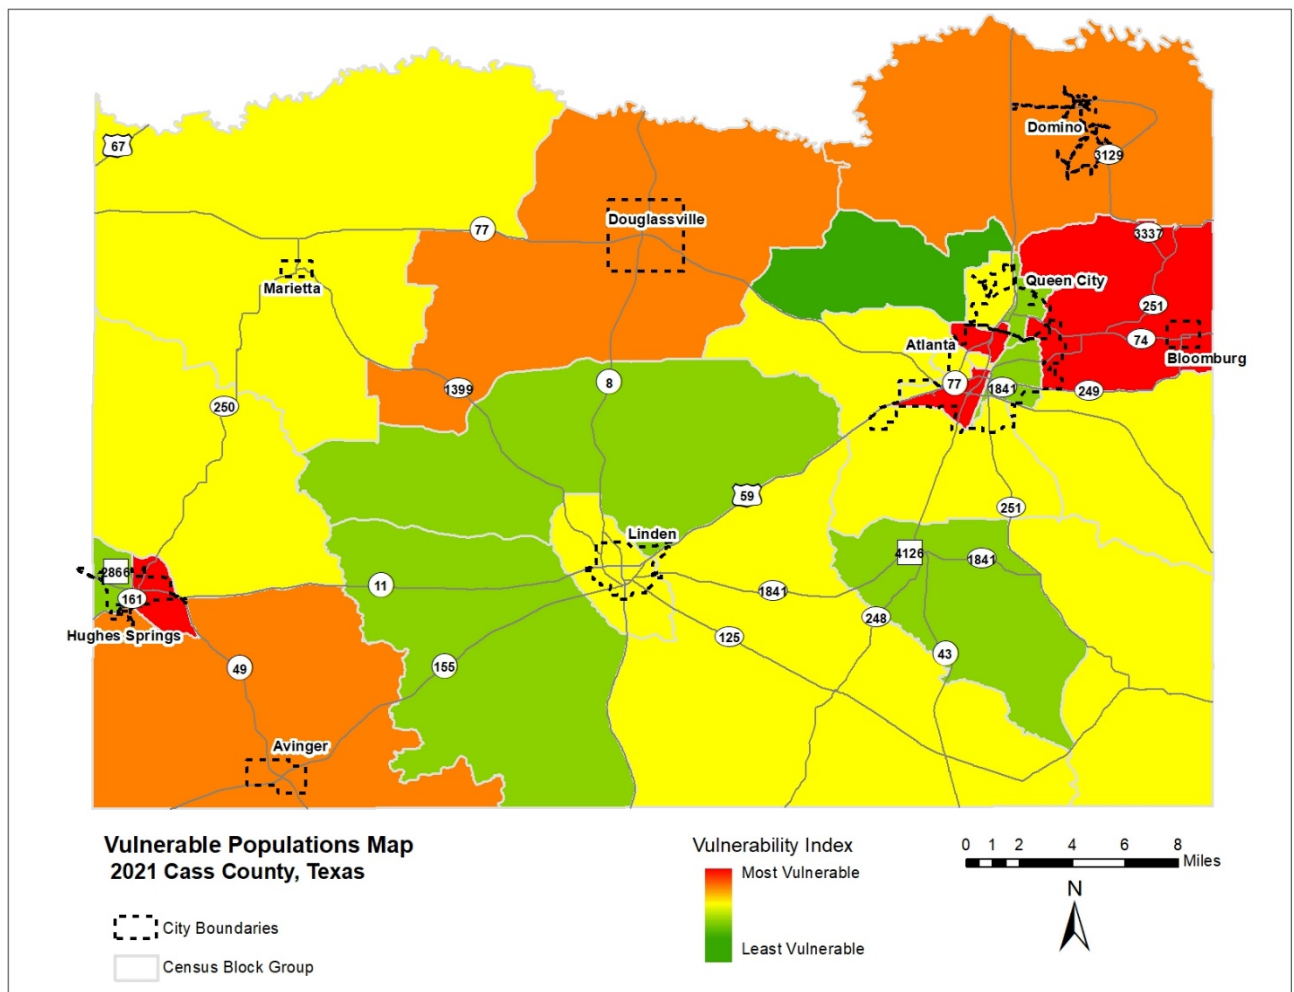 Domino
3129
67
Douglassville
77
3337
Marietta
Queen City
251
74
Atlanta
Bloomburg
8
77
1841
249
1399
250
59
251
Linden
4126
1841
2866
11
161
1841
248
Hughes Springs
125
43
49
155
Avinger
Vulnerable Populations Map
2021 Cass County, Texas
City Boundaries
Census Block Group
Vulnerability Index
Most Vulnerable
Least Vulnerable
0 1 2 4 6 8
Miles
N